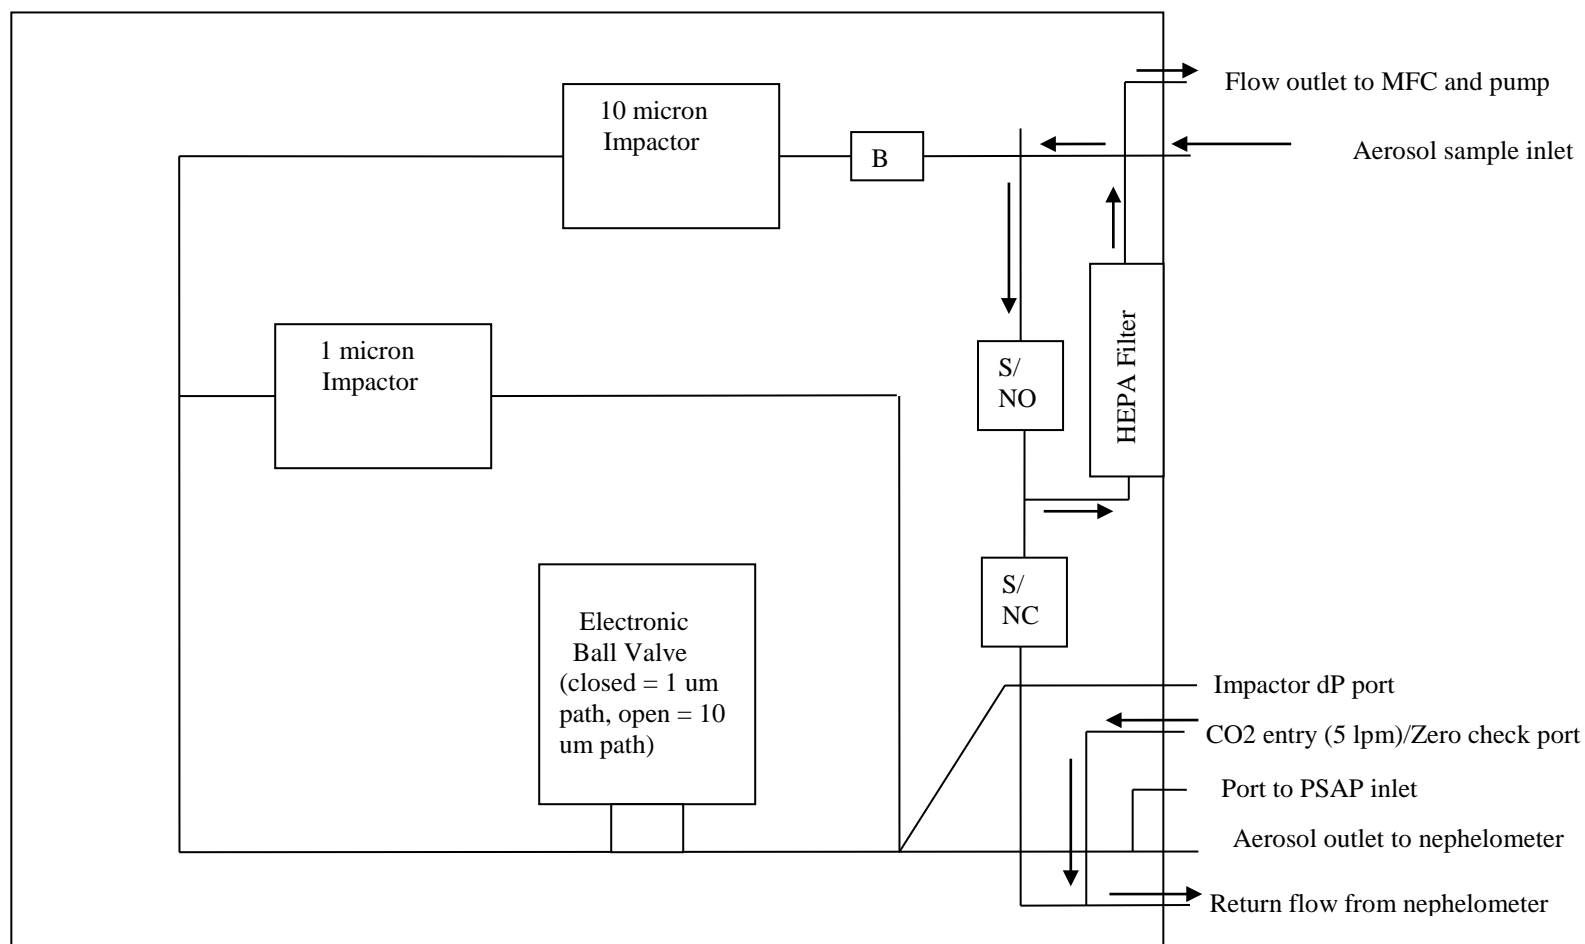 Flow outlet to MFC and pump
10 micron
Impactor
B
Aerosol sample inlet
HEPA Filter
1 micron
Impactor
S/
NO
S/
NC
Electronic
Ball Valve
(closed = 1 um
path, open = 10
um path)
Impactor dP port
CO2 entry (5 lpm)/Zero check port
Port to PSAP inlet
Aerosol outlet to nephelometer
Return flow from nephelometer